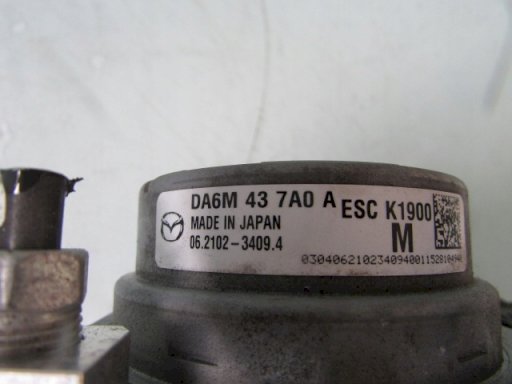 DA6M 43 7A0 A ESC K1900
MADE IN JAPAN M
06.2102-3409.4